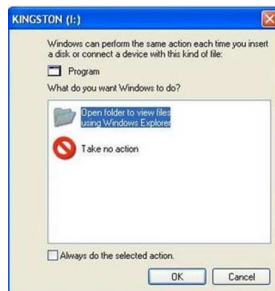 KINGSTON (I:)
Windows can perform the same action each time you insert
a disk or connect a device with this kind of file:
Program
What do you want Windows to do?
Open folder to view files
using Windows Explorer
Take no action
Always do the selected action.
OK
Cancel